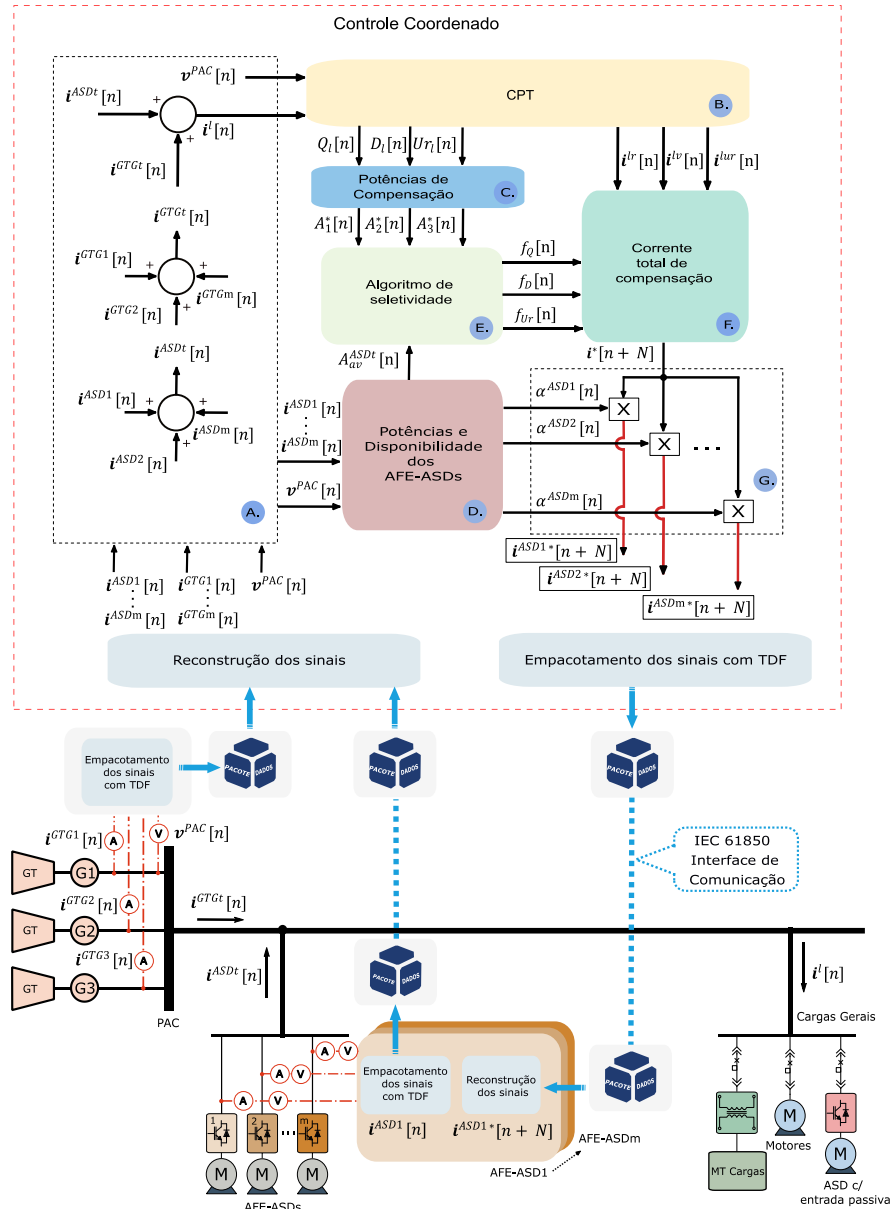 Controle Coordenado
v^PAC[n]
i^ASDt[n]
+
+
i^l[n]
CPT
B.
i^GTGt[n]
Q_l[n]
D_l[n]
Ur_l[n]
i^lr[n]
i^lv[n]
i^lur[n]
Potências de
Compensação
C.
i^GTGt[n]
A_1^*[n]
A_2^*[n]
A_3^*[n]
i^GTG1[n]
+
+
+
i^GTGm[n]
i^GTG2[n]
Algoritmo de
seletividade
E.
f_Q[n]
f_D[n]
f_Ur[n]
Corrente
total de
compensação
F.
i^ASDt[n]
A_av^ASDt[n]
i^*[n + N]
i^ASD1[n]
+
+
+
i^ASDm[n]
i^ASD2[n]
i^ASD1[n]
i^ASDm[n]
v^PAC[n]
Potências e
Disponibilidade
dos
AFE-ASDs
D.
α^ASD1[n]
X
α^ASD2[n]
X
α^ASDm[n]
X
G.
A.
i^ASD1*[n + N]
i^ASD2*[n + N]
i^ASDm*[n + N]
i^ASD1[n]
i^ASDm[n]
i^GTG1[n]
i^GTGm[n]
v^PAC[n]
Reconstrução dos sinais
Empacotamento dos sinais com TDF
Empacotamento
dos sinais
com TDF
PACOTE DADOS
PACOTE DADOS
PACOTE DADOS
i^GTG1[n]
A
V
v^PAC[n]
IEC 61850
Interface de
Comunicação
GT
G1
i^GTG2[n]
A
i^GTGt[n]
GT
G2
i^GTG3[n]
A
GT
G3
PAC
i^ASDt[n]
PACOTE DADOS
i^l[n]
Cargas Gerais
A V
A V
A V
Empacotamento
dos sinais
com TDF
Reconstrução
dos sinais
PACOTE DADOS
i^ASD1[n]
i^ASD1*[n + N]
1
2
m
M
M
M
AFE-ASDs
AFE-ASD1
AFE-ASDm
M
Motores
MT Cargas
M
ASD c/
entrada passiva